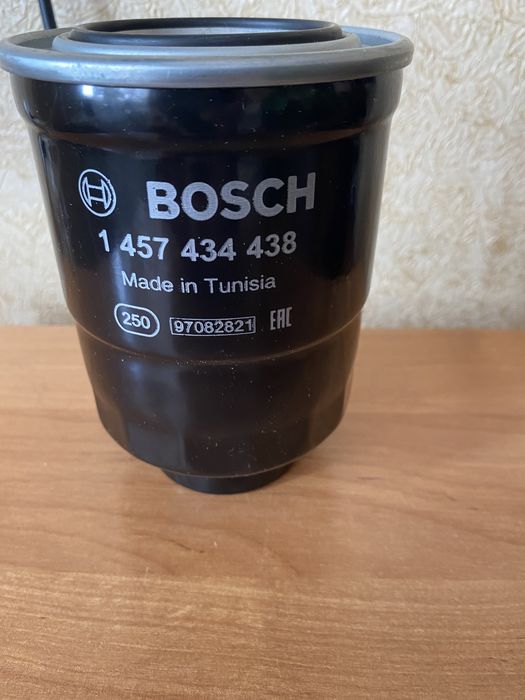 BOSCH
1 457 434 438
Made in Tunisia
250 97082821 EAC